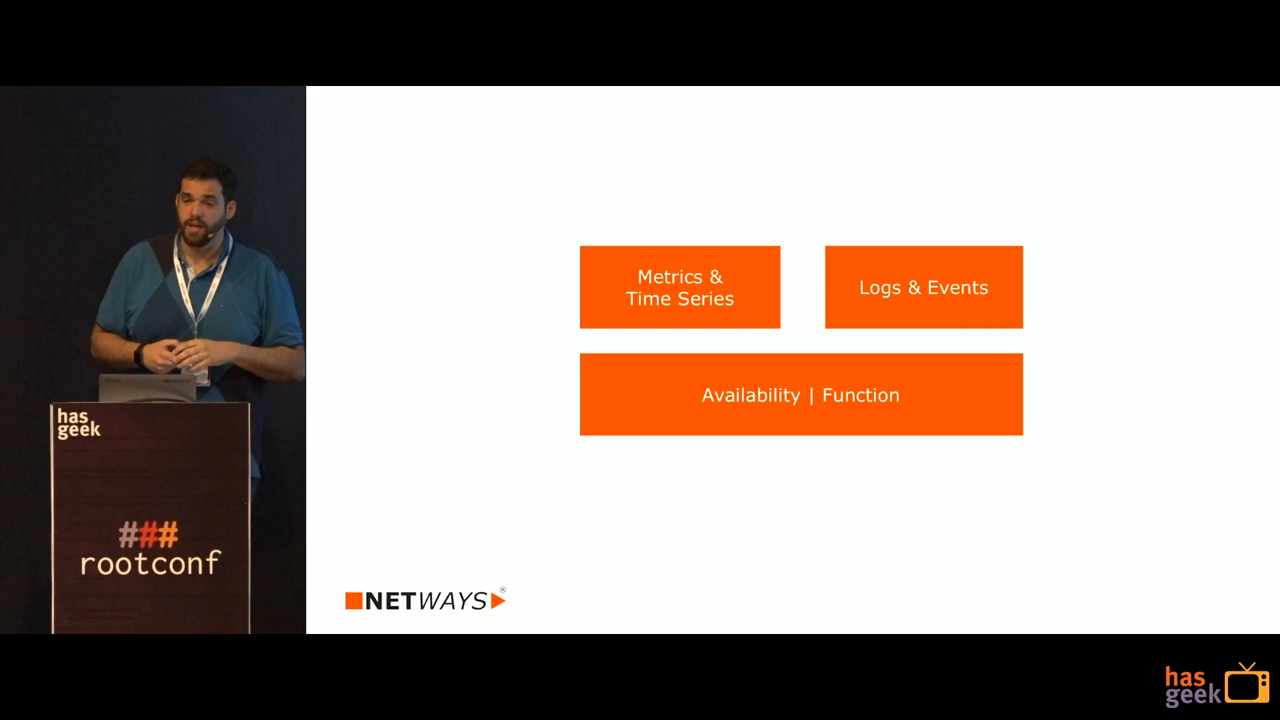 Metrics &
Time Series
Logs & Events
Availability | Function
has
geek
###
rootconf
NETWAYS®
has
geek